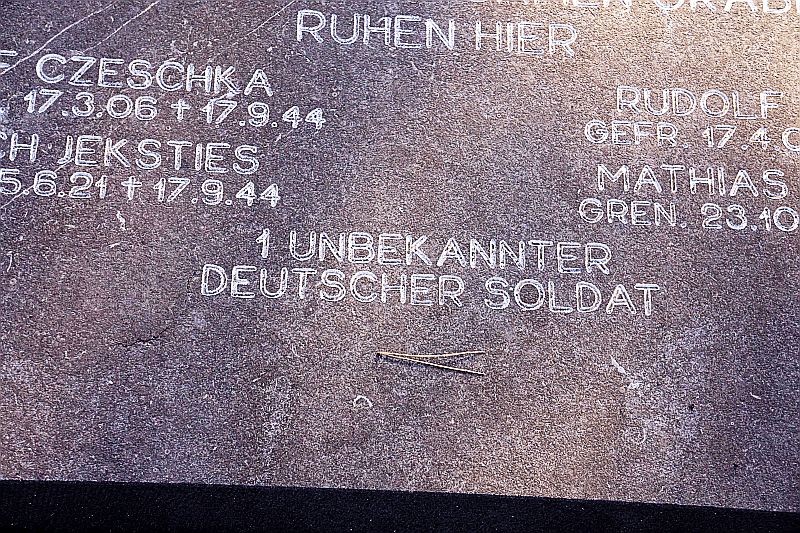 RUHEN HIER
CZESCHKA
17.3.06 † 17.9.44
JEKSTIES
5.6.21 † 17.9.44
RUDOLF
GEFR. 17.4
MATHIAS
GREN. 23.10
1 UNBEKANNTER
DEUTSCHER SOLDAT